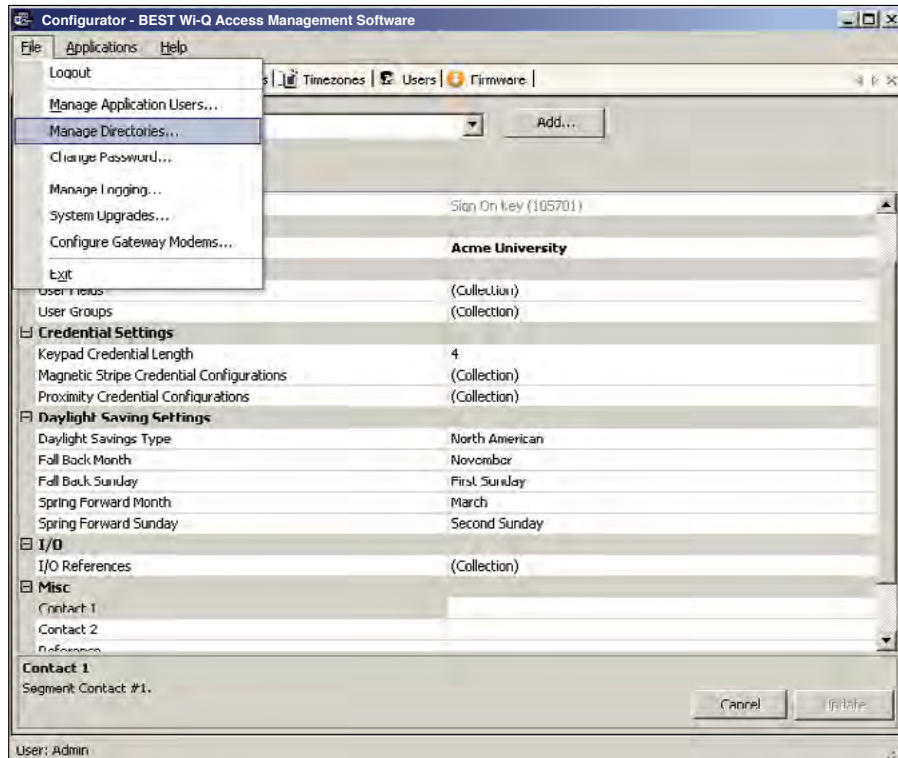 Configurator - BEST Wi-Q Access Management Software
File Applications Help
Logout
Manage Application Users...
Manage Directories...
Change Password...
Manage Logging...
System Upgrades...
Configure Gateway Modems...
Exit
s Timezones Users Firmware
Add...
Sign On Key (105701)
Acme University
User Fields (Collection)
User Groups (Collection)
Credential Settings
Keypad Credential Length 4
Magnetic Stripe Credential Configurations (Collection)
Proximity Credential Configurations (Collection)
Daylight Saving Settings
Daylight Savings Type North American
Fall Back Month November
Fall Back Sunday First Sunday
Spring Forward Month March
Spring Forward Sunday Second Sunday
I/O
I/O References (Collection)
Misc
Contact 1
Contact 2
Reference
Contact 1
Segment Contact #1.
Cancel Update
User: Admin